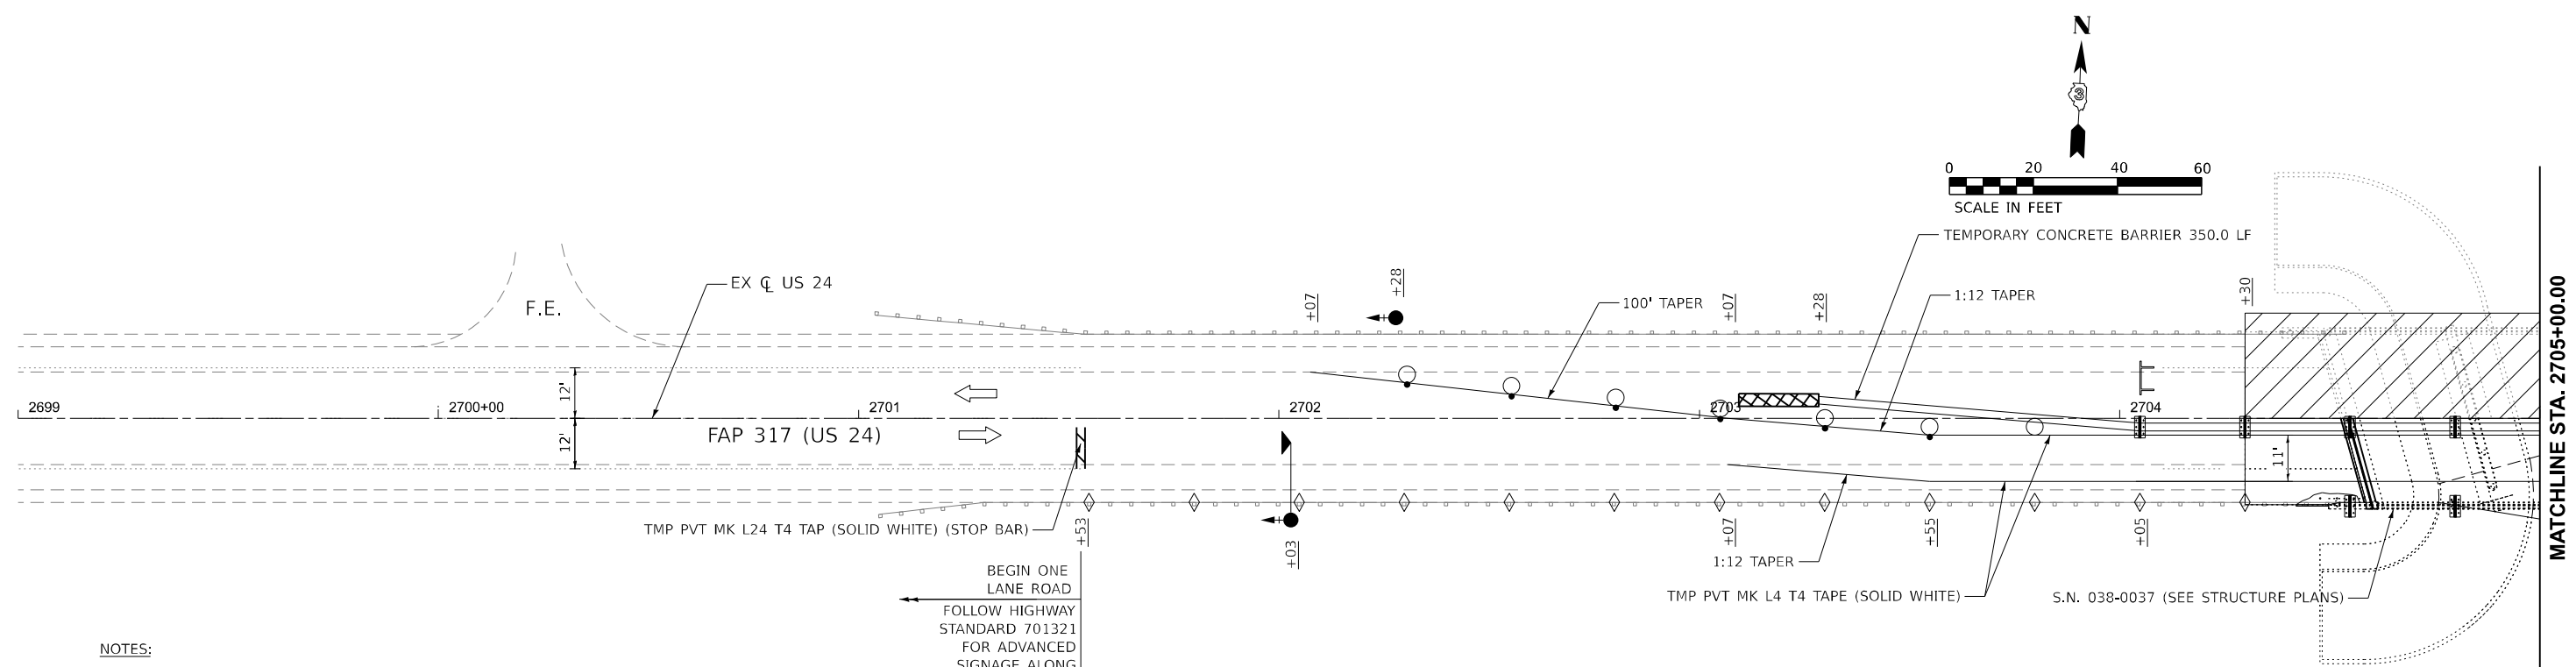 N
3
0 20 40 60
SCALE IN FEET
TEMPORARY CONCRETE BARRIER 350.0 LF
EX ℄ US 24
+07
+28
100' TAPER
+07
+28
1:12 TAPER
+30
F.E.
12'
12'
2699
2700+00
2701
2702
2703
2704
FAP 317 (US 24)
11'
MATCHLINE STA. 2705+00.00
TMP PVT MK L24 T4 TAP (SOLID WHITE) (STOP BAR)
+53
+03
+07
+55
+05
1:12 TAPER
TMP PVT MK L4 T4 TAPE (SOLID WHITE)
S.N. 038-0037 (SEE STRUCTURE PLANS)
BEGIN ONE
LANE ROAD
FOLLOW HIGHWAY
STANDARD 701321
FOR ADVANCED
SIGNAGE ALONG
NOTES: